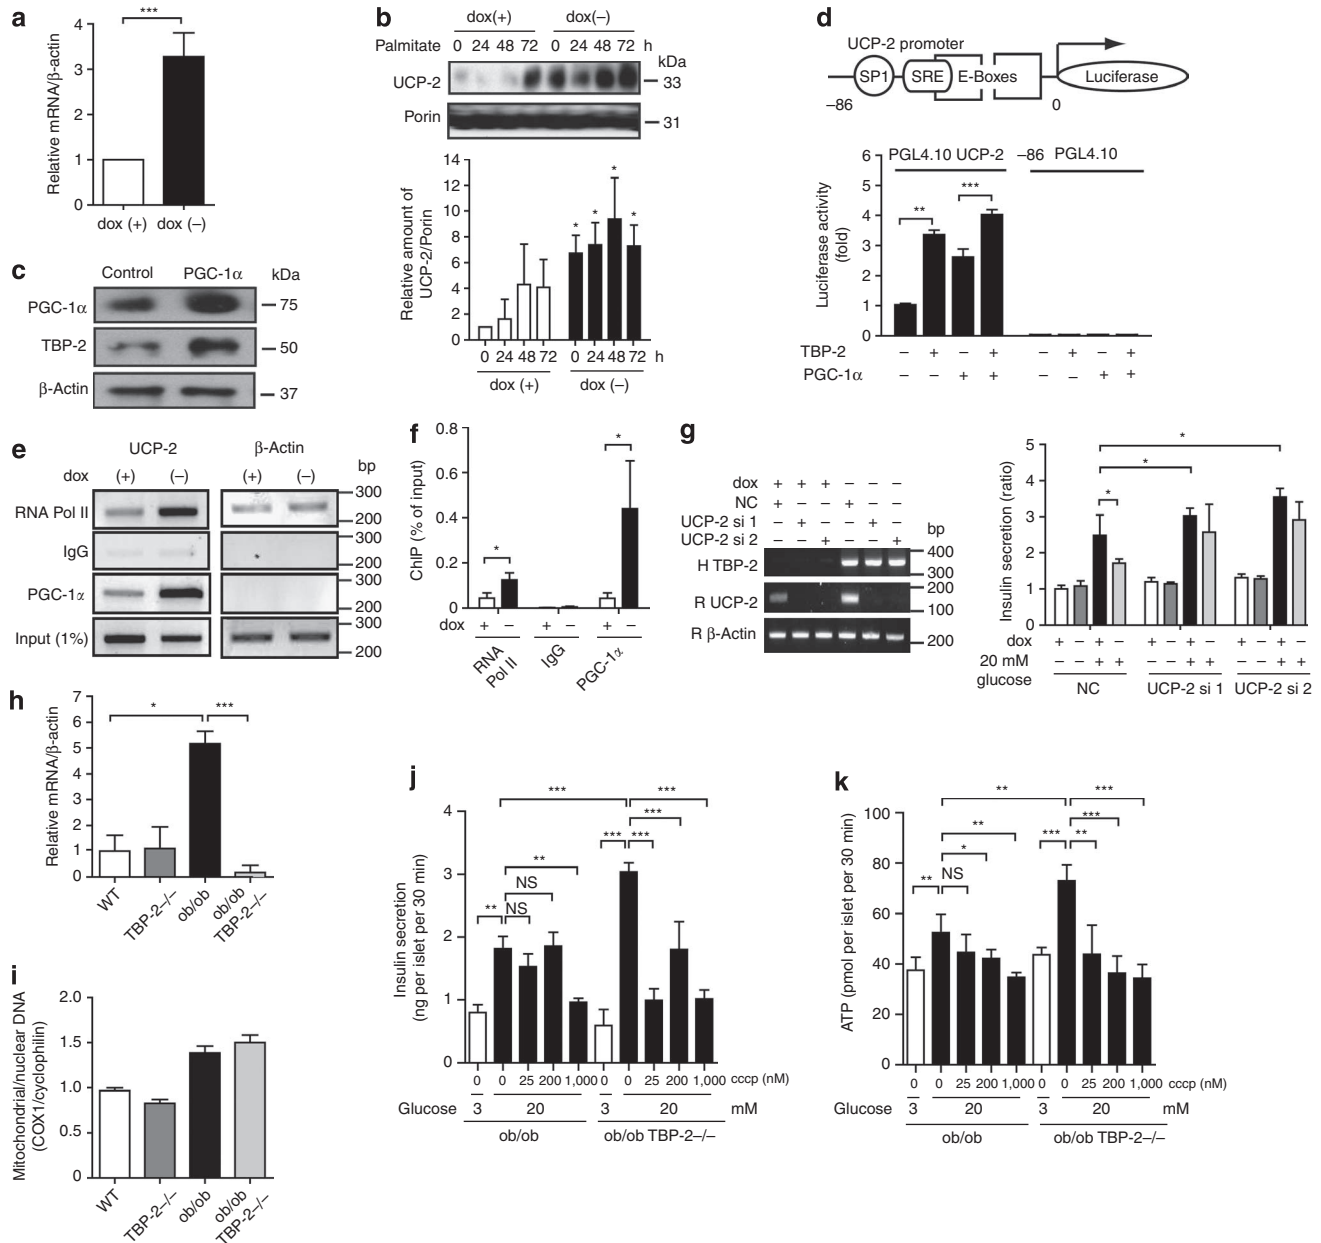 a
***
Relative mRNA/β-actin
4
3
2
1
0
dox (+) dox (–)
b
dox(+) dox(–)
Palmitate 0 24 48 72 0 24 48 72 h
kDa
UCP-2 33
Porin 31
Relative amount of
UCP-2/Porin
14
12
10
8
6
4
2
0
* * * *
0 24 48 72 0 24 48 72 h
dox (+) dox (–)
c
Control PGC-1α kDa
PGC-1α 75
TBP-2 50
β-Actin 37
d
UCP-2 promoter
SP1 SRE E-Boxes Luciferase
–86 0
PGL4.10 UCP-2 –86 PGL4.10
Luciferase activity
(fold)
6
5
4
3
2
1
0
** ***
TBP-2 – + – + – + – +
PGC-1α – – + + – – + +
e
UCP-2 β-Actin
dox (+) (–) (+) (–) bp
RNA Pol II 300
200
IgG 300
200
PGC-1α 300
200
Input (1%) 300
200
f
ChIP (% of input)
0.8
0.6
0.4
0.2
0
* *
dox + – + – + –
RNA
Pol II
IgG
PGC-1α
g
dox + + + – – –
NC + – – + – –
UCP-2 si 1 – + – – + –
UCP-2 si 2 – – + – – +
bp
H TBP-2 400
300
R UCP-2 200
100
R β-Actin 200
Insulin secretion (ratio)
5
4
3
2
1
0
* * *
dox + – + – + – + – + – + –
20 mM
glucose – – + + – – + + – – + +
NC UCP-2 si 1 UCP-2 si 2
h
Relative mRNA/β-actin
7
6
5
4
3
2
1
0
* ***
WT
TBP-2–/–
ob/ob
ob/ob
TBP-2–/–
i
Mitochondrial/nuclear DNA
(COX1/cyclophilin)
2.0
1.5
1.0
0.5
0
WT
TBP-2–/–
ob/ob
ob/ob
TBP-2–/–
j
Insulin secretion
(ng per islet per 30 min)
4
3
2
1
0
*** ***
***
*** ***
**
NS
** NS
0 0 25 200 1,000 0 0 25 200 1,000 cccp (nM)
Glucose 3 20 3 20 mM
ob/ob ob/ob TBP-2–/–
k
ATP (pmol per islet per 30 min)
100
80
60
40
20
0
** ***
***
** *** **
*
** NS
0 0 25 200 1,000 0 0 25 200 1,000 cccp (nM)
Glucose 3 20 3 20 mM
ob/ob ob/ob TBP-2–/–